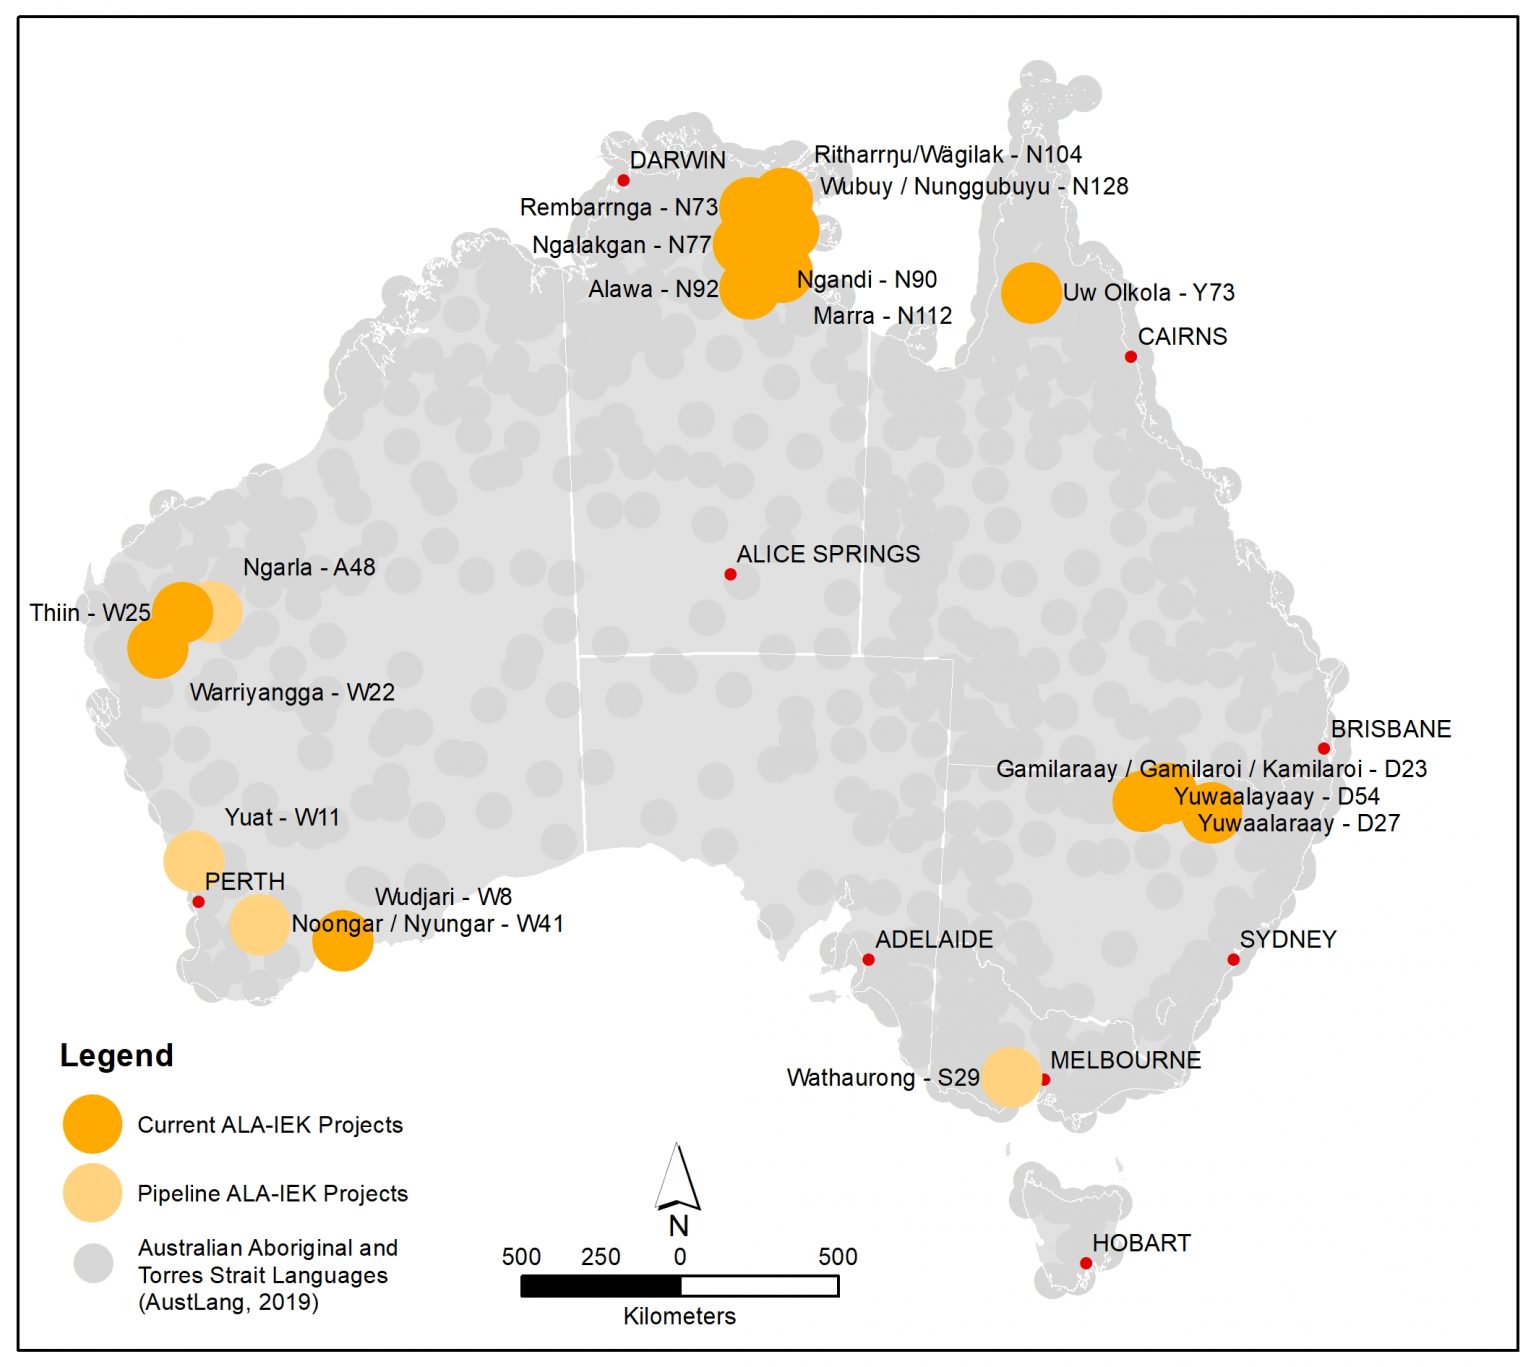 DARWIN
Ritharrŋu/Wägilak - N104
Wubuy / Nunggubuyu - N128
Rembarrnga - N73
Ngalakgan - N77
Alawa - N92
Ngandi - N90
Marra - N112
Uw Olkola - Y73
CAIRNS
ALICE SPRINGS
Ngarla - A48
Thiin - W25
Warriyangga - W22
BRISBANE
Gamilaraay / Gamilaroi / Kamilaroi - D23
Yuwaalayaay - D54
Yuwaalaraay - D27
Yuat - W11
PERTH
Wudjari - W8
Noongar / Nyungar - W41
ADELAIDE
SYDNEY
MELBOURNE
Wathaurong - S29
HOBART
Legend
Current ALA-IEK Projects
Pipeline ALA-IEK Projects
Australian Aboriginal and
Torres Strait Languages
(AustLang, 2019)
N
500 250 0 500
Kilometers